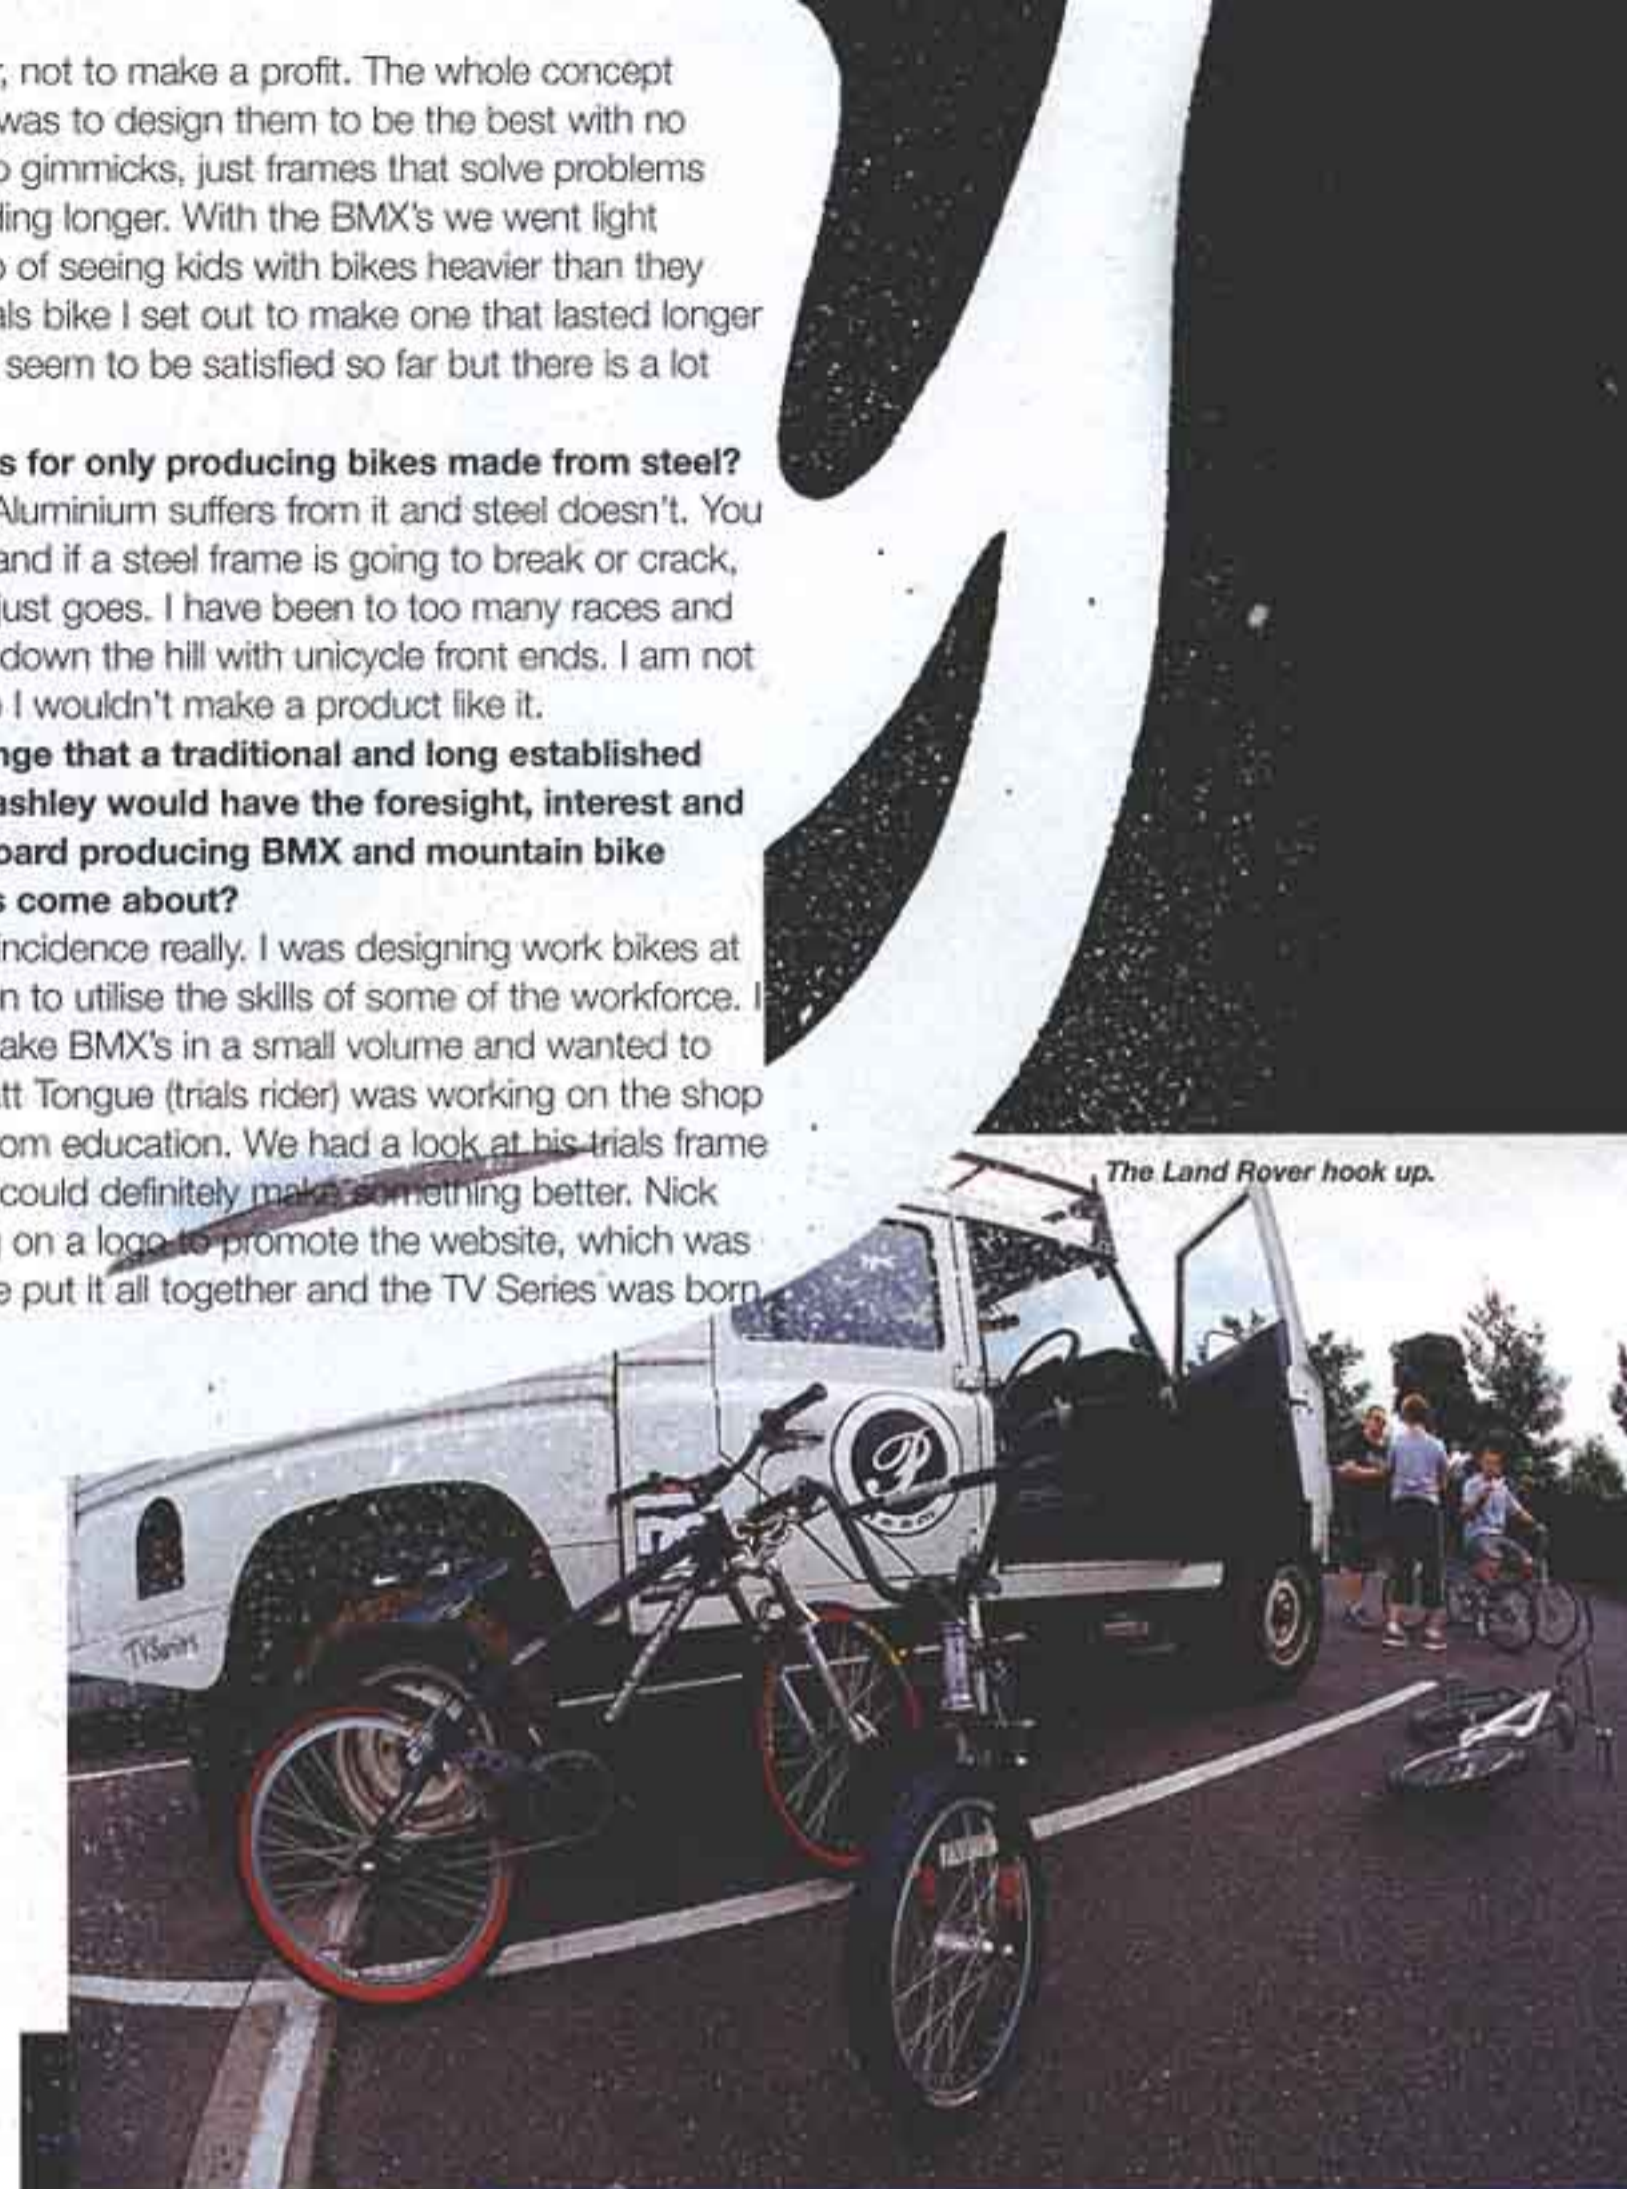 , not to make a profit. The whole concept
was to design them to be the best with no
gimmicks, just frames that solve problems
ding longer. With the BMX's we went light
of seeing kids with bikes heavier than they
als bike I set out to make one that lasted longer
seem to be satisfied so far but there is a lot
s for only producing bikes made from steel?
Aluminium suffers from it and steel doesn't. You
and if a steel frame is going to break or crack,
just goes. I have been to too many races and
down the hill with unicycle front ends. I am not
I wouldn't make a product like it.
nge that a traditional and long established
ashley would have the foresight, interest and
oard producing BMX and mountain bike
s come about?
incidence really. I was designing work bikes at
n to utilise the skills of some of the workforce. I
ake BMX's in a small volume and wanted to
tt Tongue (trials rider) was working on the shop
om education. We had a look at his trials frame
could definitely make something better. Nick
on a logo to promote the website, which was
e put it all together and the TV Series was born.
The Land Rover hook up.
TV Series